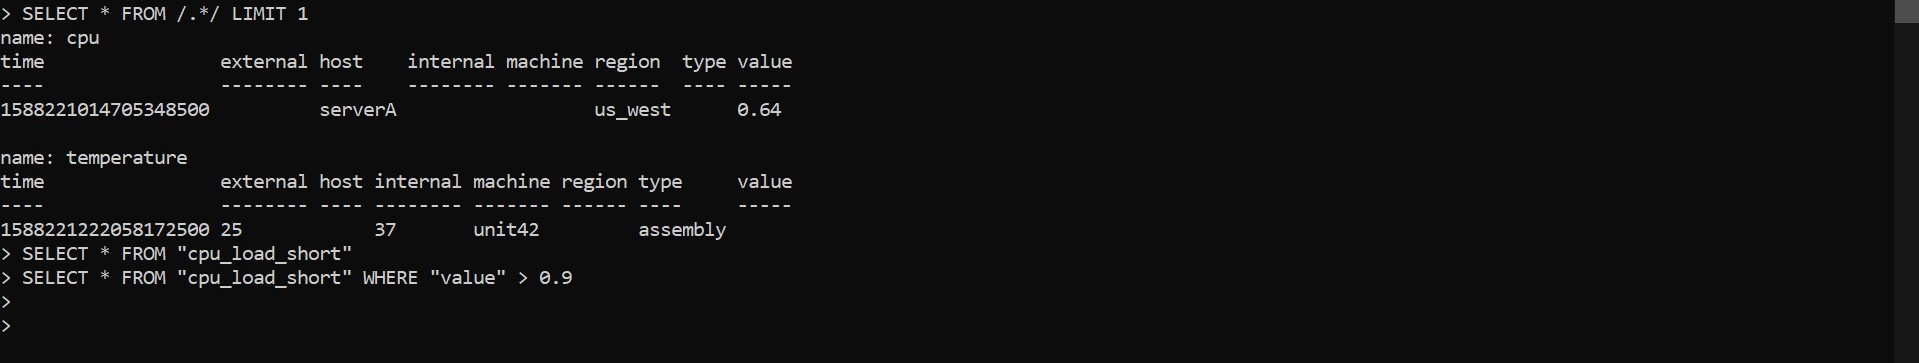 > SELECT * FROM /.*/ LIMIT 1
name: cpu
time                external host    internal machine region  type value
----                -------- ----    -------- ------- ------  ---- -----
1588221014705348500          serverA                  us_west      0.64

name: temperature
time                external host internal machine region type     value
----                -------- ---- -------- ------- ------ ----     -----
1588221222058172500 25            37       unit42         assembly
> SELECT * FROM "cpu_load_short"
> SELECT * FROM "cpu_load_short" WHERE "value" > 0.9
>
>